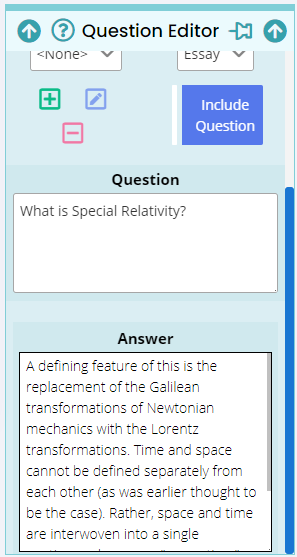 Question Editor
<None>
Essay
Include
Question
Question
What is Special Relativity?
Answer
A defining feature of this is the
replacement of the Galilean
transformations of Newtonian
mechanics with the Lorentz
transformations. Time and space
cannot be defined separately from
each other (as was earlier thought to
be the case). Rather, space and time
are interwoven into a single